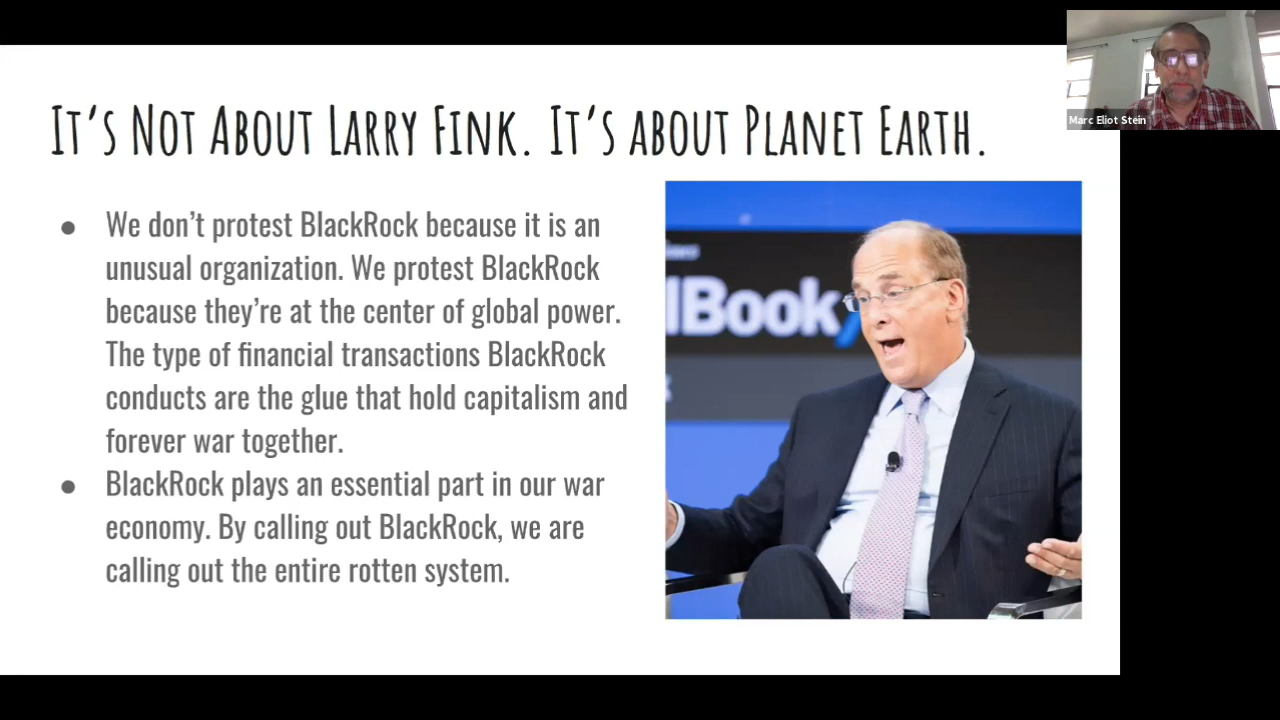 Marc Eliot Stein
It's Not About Larry Fink. It's about Planet Earth.
● We don't protest BlackRock because it is an
unusual organization. We protest BlackRock
because they're at the center of global power.
The type of financial transactions BlackRock
conducts are the glue that hold capitalism and
forever war together.
● BlackRock plays an essential part in our war
economy. By calling out BlackRock, we are
calling out the entire rotten system.
lBook